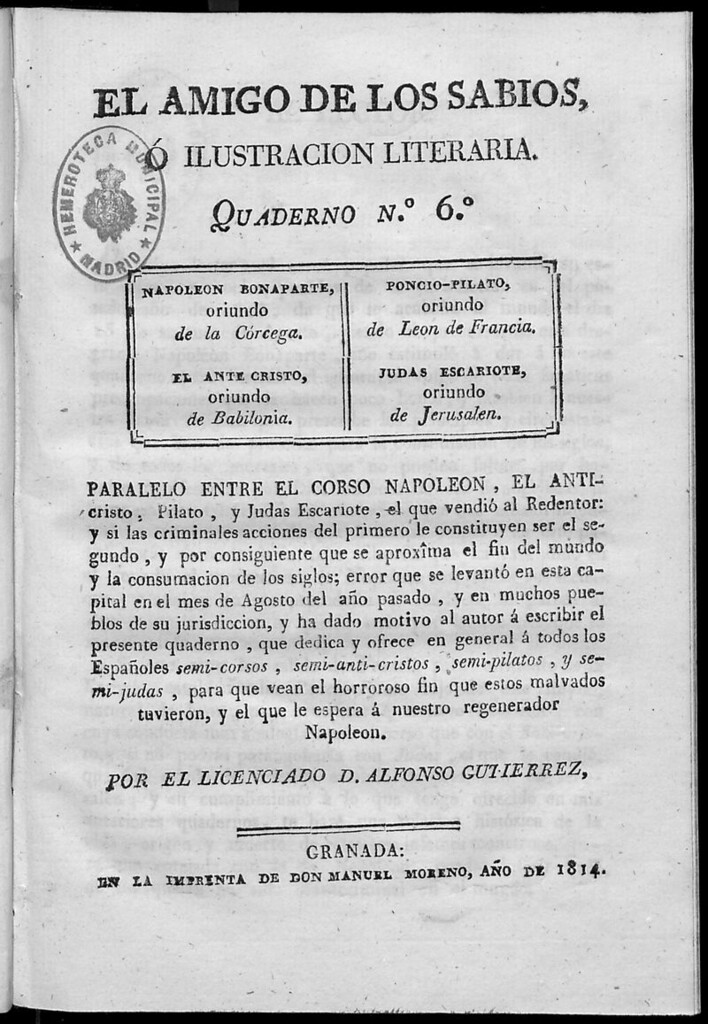 EL AMIGO DE LOS SABIOS,
Ó ILUSTRACION LITERARIA.
QUADERNO N.º 6.º
HEMEROTECA MUNICIPAL
★ MADRID ★
NAPOLEON BONAPARTE,
oriundo
de la Córcega.
PONCIO-PILATO,
oriundo
de Leon de Francia.
EL ANTE CRISTO,
oriundo
de Babilonia.
JUDAS ESCARIOTE,
oriundo
de Jerusalen.
PARALELO ENTRE EL CORSO NAPOLEON, EL ANTI-
cristo, Pilato, y Judas Escariote, el que vendió al Redentor:
y si las criminales acciones del primero le constituyen ser el se-
gundo, y por consiguiente que se aproxîma el fin del mundo
y la consumacion de los siglos; error que se levantó en esta ca-
pital en el mes de Agosto del año pasado, y en muchos pue-
blos de su jurisdiccion, y ha dado motivo al autor á escribir el
presente quaderno, que dedica y ofrece en general á todos los
Españoles semi-corsos, semi-anti-cristos, semi-pilatos, y se-
mi-judas, para que vean el horroroso fin que estos malvados
tuvieron, y el que le espera á nuestro regenerador
Napoleon.
POR EL LICENCIADO D. ALFONSO GUTIERREZ,
GRANADA:
EN LA IMPRENTA DE DON MANUEL MORENO, AÑO DE 1814.